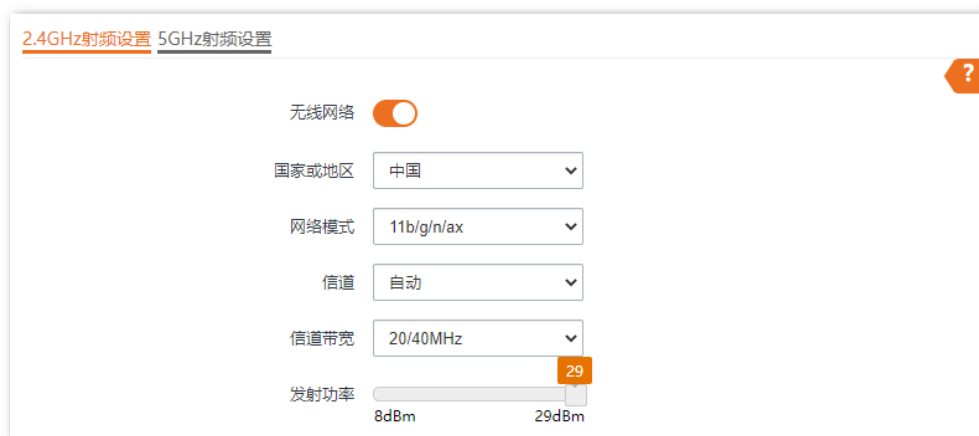 2.4GHz射频设置 5GHz射频设置
?
无线网络
国家或地区 中国
网络模式 11b/g/n/ax
信道 自动
信道带宽 20/40MHz
29
发射功率
8dBm 29dBm